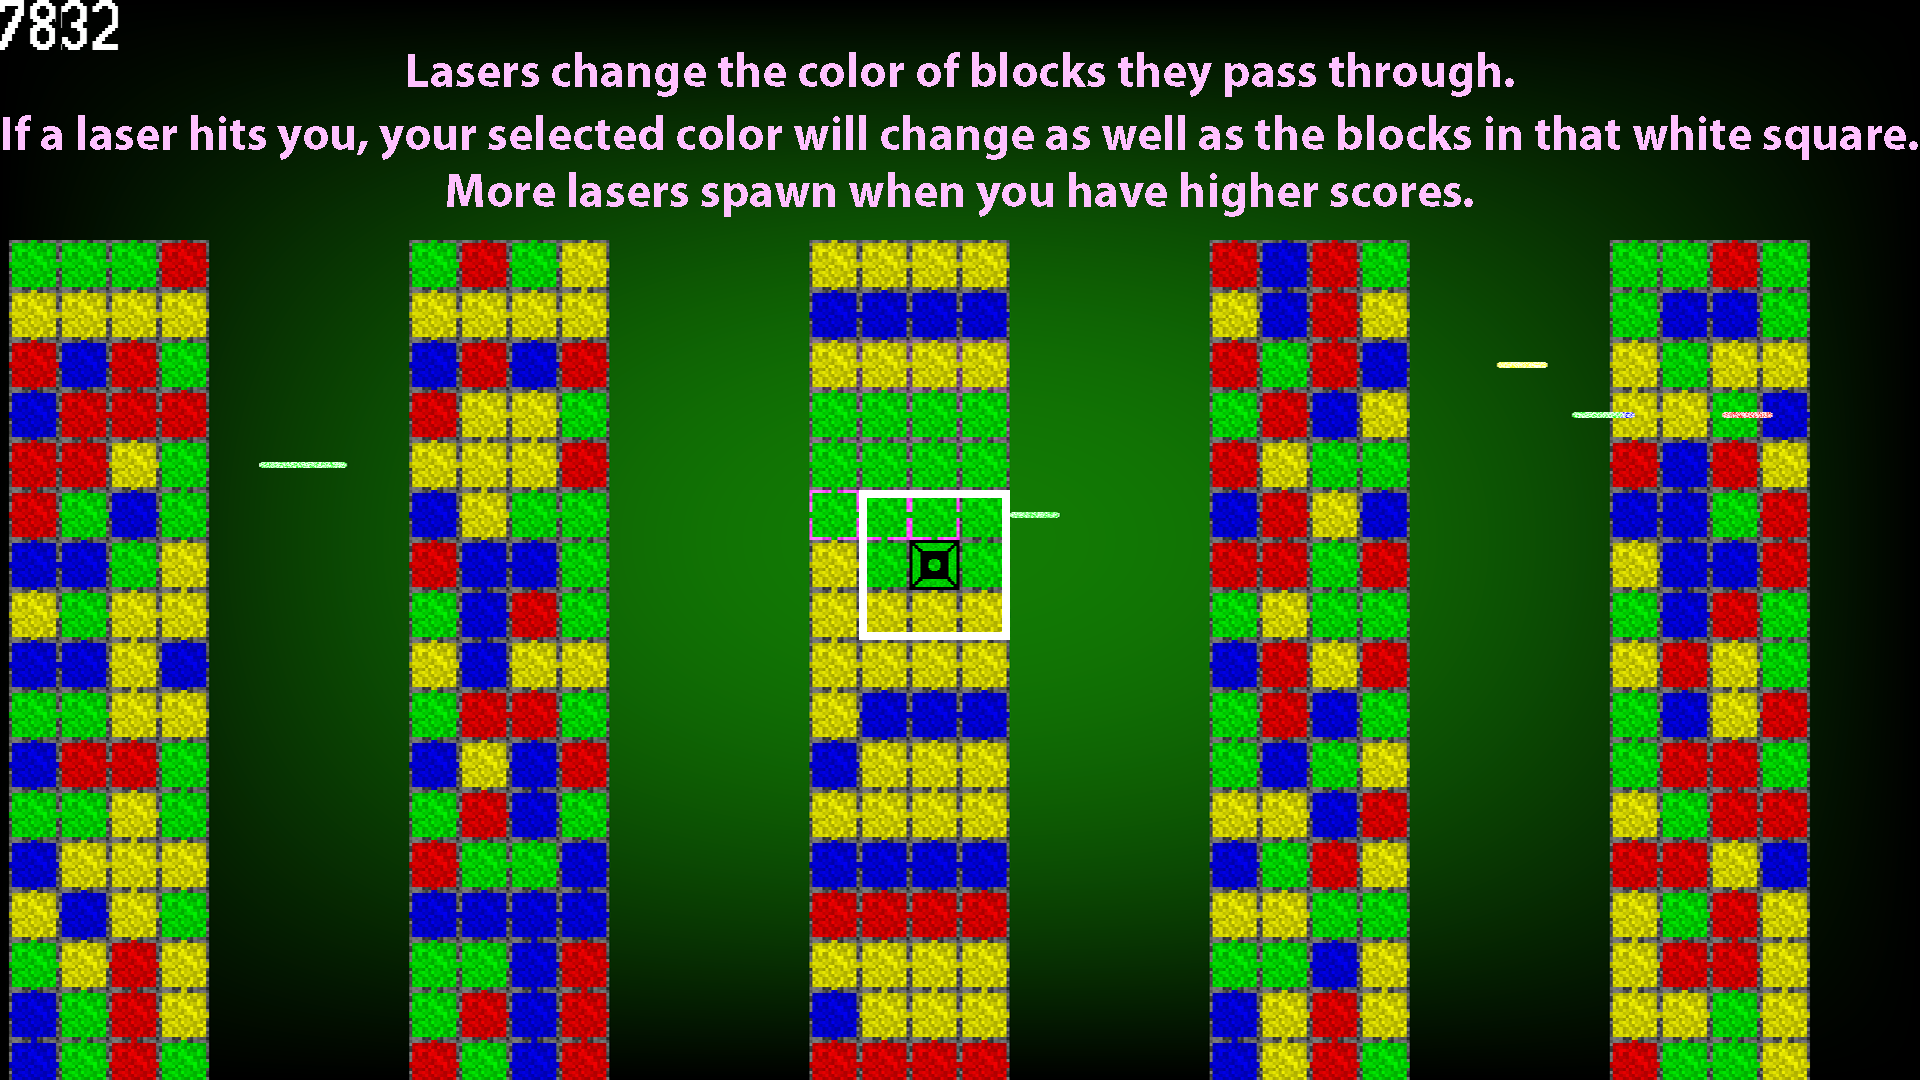 7832
Lasers change the color of blocks they pass through.
If a laser hits you, your selected color will change as well as the blocks in that white square.
More lasers spawn when you have higher scores.